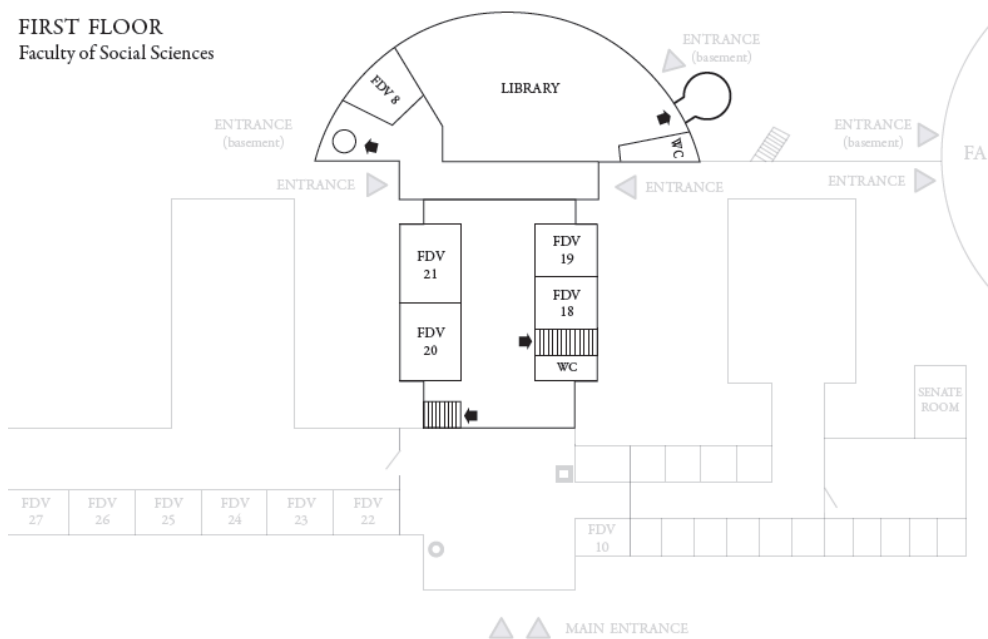 FIRST FLOOR
Faculty of Social Sciences
ENTRANCE
(basement)
FDV 8
LIBRARY
ENTRANCE
(basement)
WC
ENTRANCE
(basement)
FA
ENTRANCE
ENTRANCE
ENTRANCE
FDV
21
FDV
19
FDV
18
FDV
20
WC
SENATE
ROOM
FDV
27
FDV
26
FDV
25
FDV
24
FDV
23
FDV
22
FDV
10
MAIN ENTRANCE